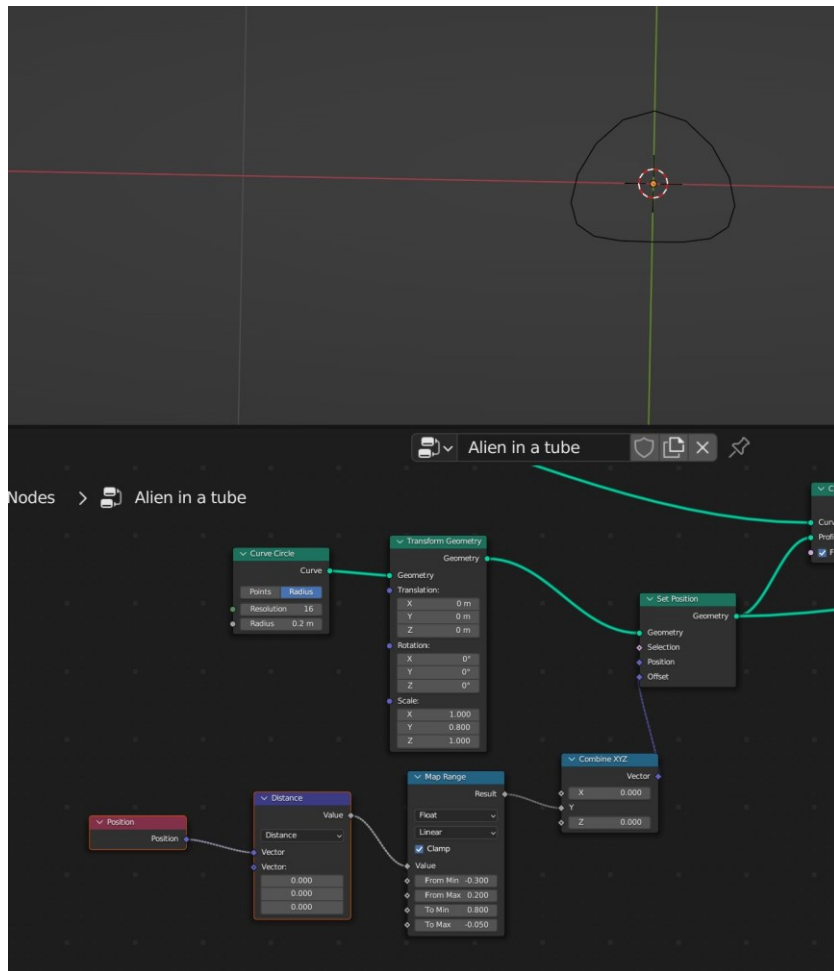 Alien in a tube
Nodes > Alien in a tube
C
Curv
Profi
F
Curve Circle
Curve
Points Radius
Resolution 16
Radius 0.2 m
Transform Geometry
Geometry
Geometry
Translation:
X 0 m
Y 0 m
Z 0 m
Rotation:
X 0°
Y 0°
Z 0°
Scale:
X 1.000
Y 0.800
Z 1.000
Set Position
Geometry
Geometry
Selection
Position
Offset
Combine XYZ
Vector
X 0.000
Y
Z 0.000
Map Range
Result
Float
Linear
Clamp
Value
From Min -0.300
From Max 0.200
To Min 0.800
To Max -0.050
Distance
Value
Distance
Vector
Vector:
0.000
0.000
0.000
Position
Position